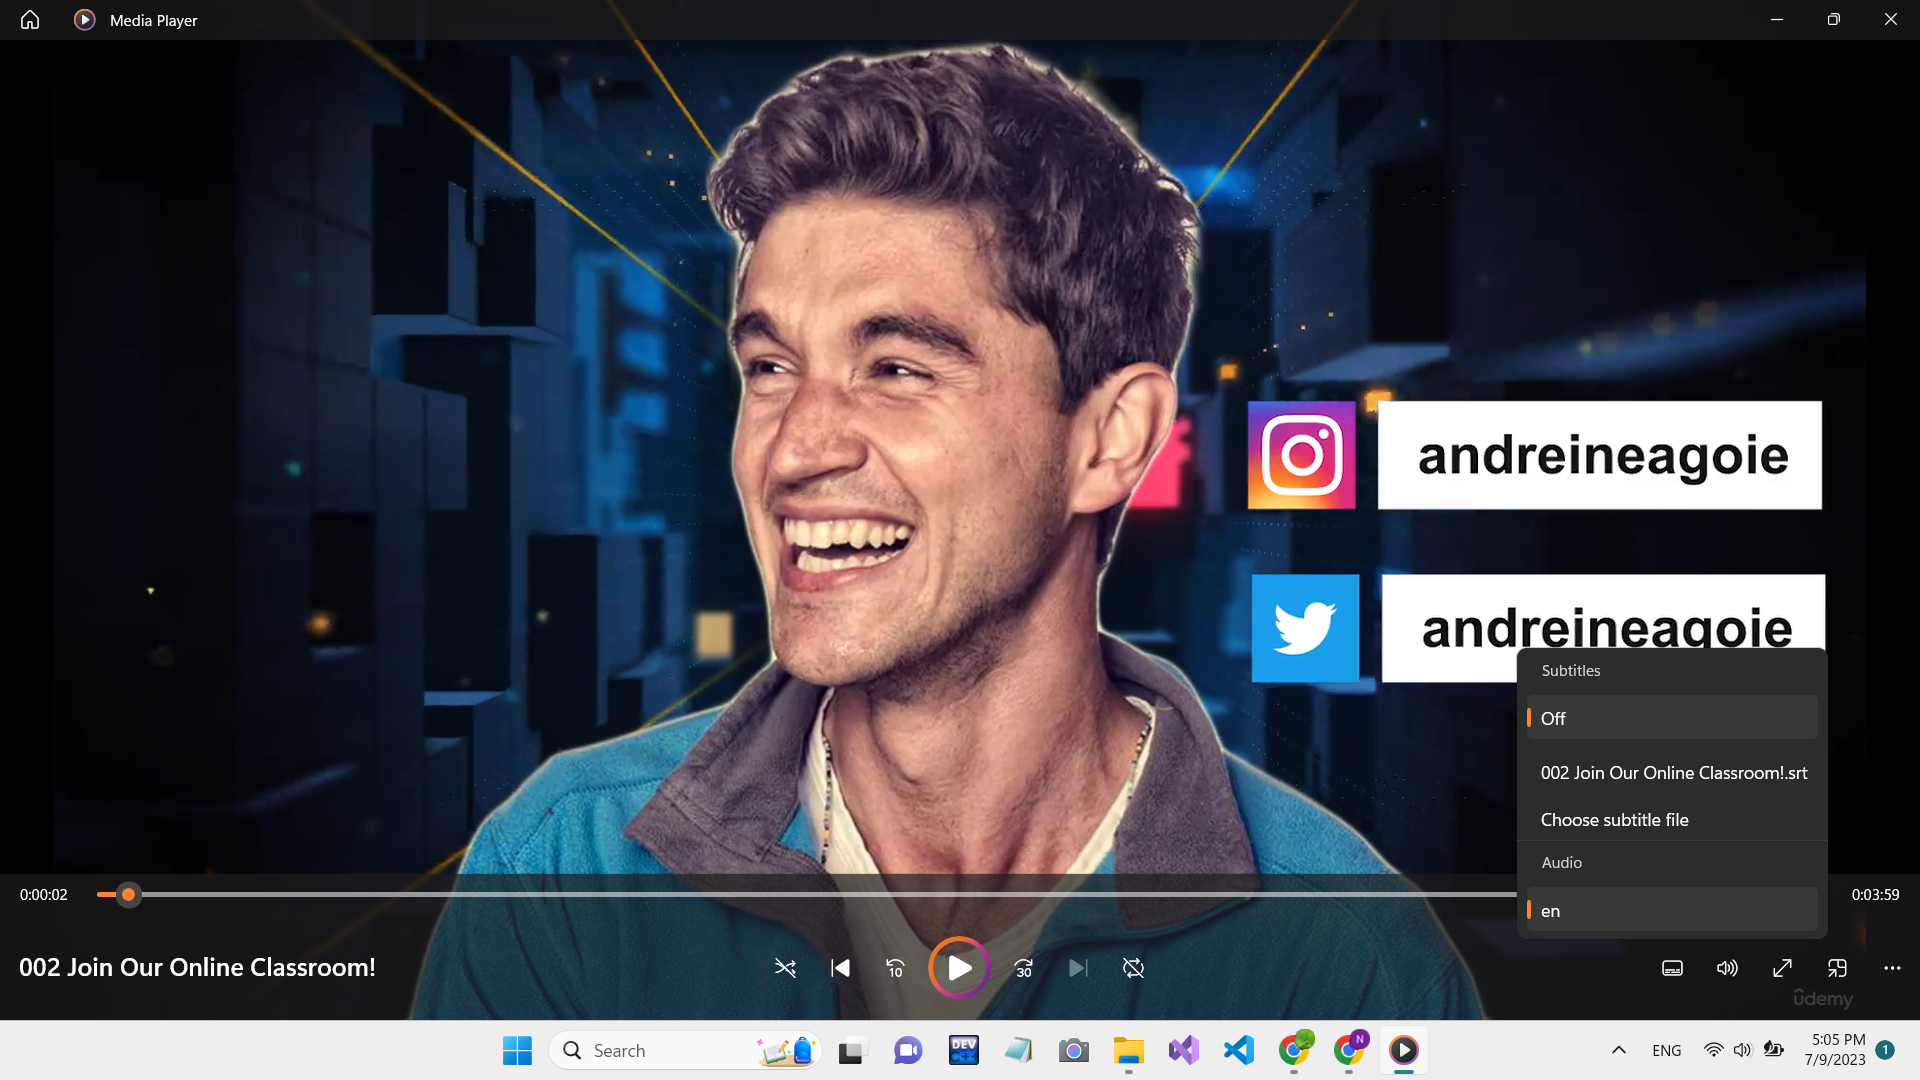 Media Player
andreineagoie
andreineagoie
Subtitles
Off
002 Join Our Online Classroom!.srt
Choose subtitle file
Audio
en
0:00:02
0:03:59
002 Join Our Online Classroom!
10
30
ûdemy
Search
DEV
N
ENG
5:05 PM
7/9/2023
1